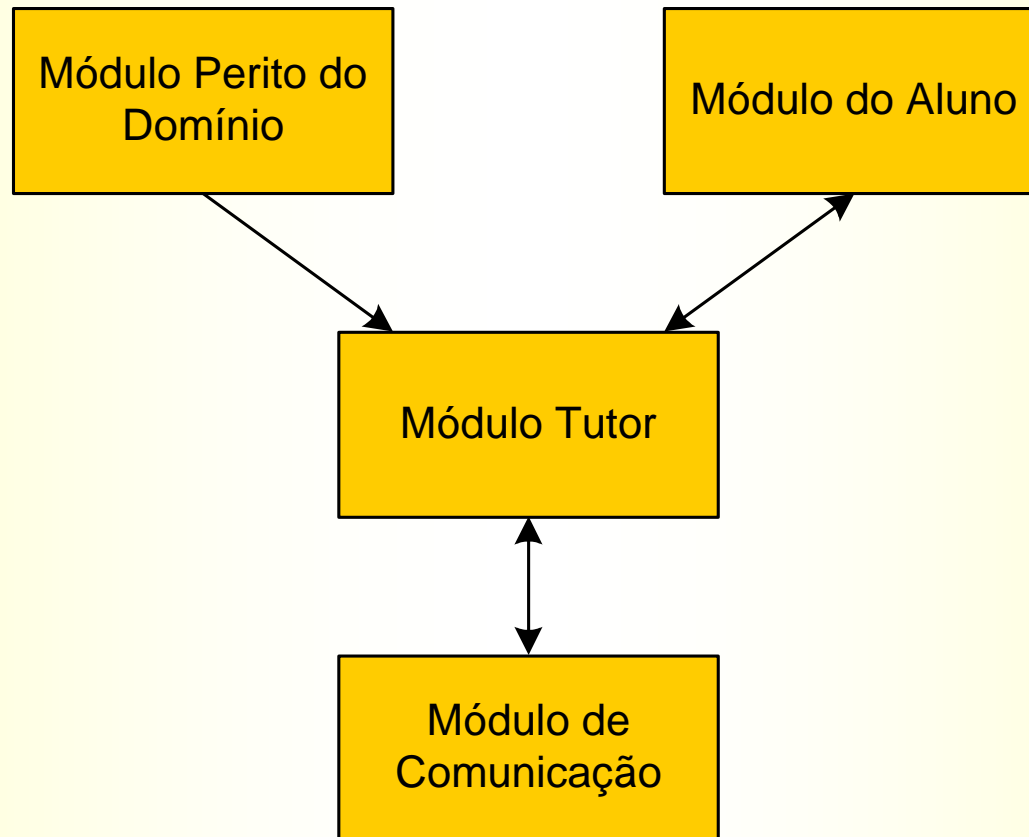 Módulo Perito do
Domínio
Módulo do Aluno
Módulo Tutor
Módulo de
Comunicação